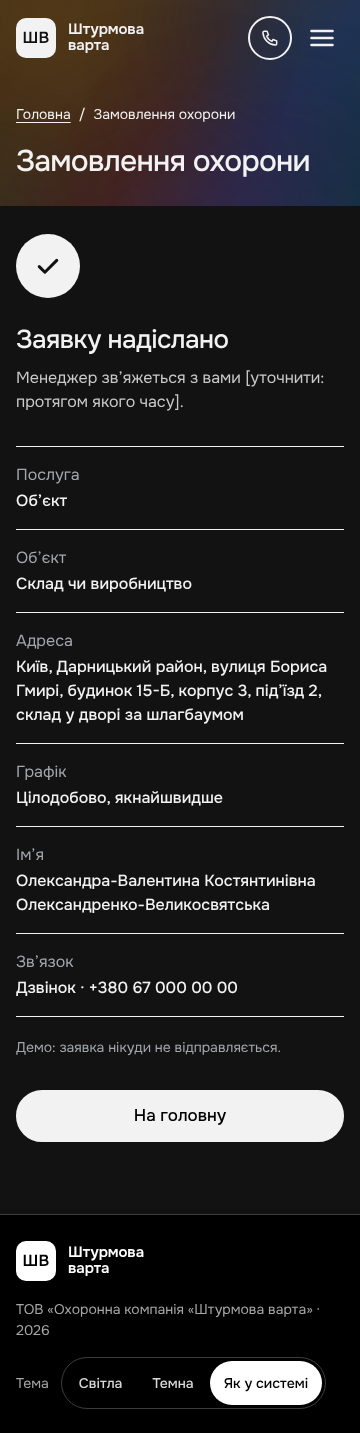 ШВ
Штурмова
варта
Головна / Замовлення охорони
Замовлення охорони
Заявку надіслано
Менеджер зв’яжеться з вами [уточнити:
протягом якого часу].
Послуга
Об’єкт
Об’єкт
Склад чи виробництво
Адреса
Київ, Дарницький район, вулиця Бориса
Гмирі, будинок 15-Б, корпус 3, під’їзд 2,
склад у дворі за шлагбаумом
Графік
Цілодобово, якнайшвидше
Ім’я
Олександра-Валентина Костянтинівна
Олександренко-Великосвятська
Зв’язок
Дзвінок · +380 67 000 00 00
Демо: заявка нікуди не відправляється.
На головну
ШВ
Штурмова
варта
ТОВ «Охоронна компанія «Штурмова варта» ·
2026
Тема Світла Темна Як у системі